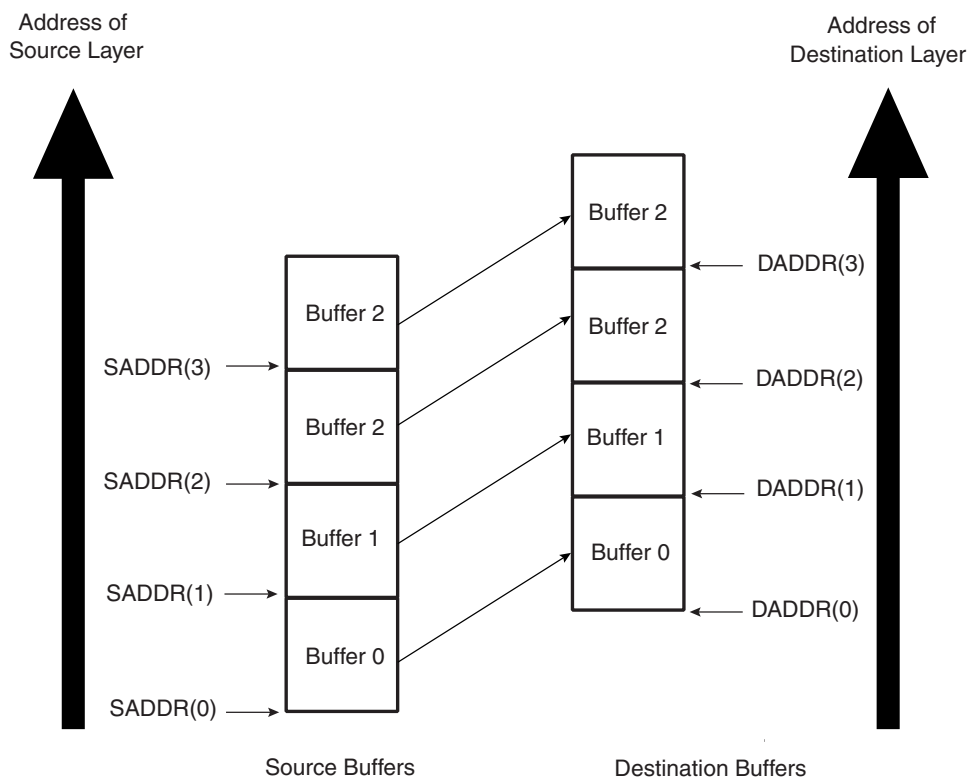 Address of
Source Layer
Address of
Destination Layer
Buffer 2
Buffer 2
Buffer 1
Buffer 0
DADDR(3)
DADDR(2)
DADDR(1)
DADDR(0)
Buffer 2
Buffer 2
Buffer 1
Buffer 0
SADDR(3)
SADDR(2)
SADDR(1)
SADDR(0)
Source Buffers
Destination Buffers